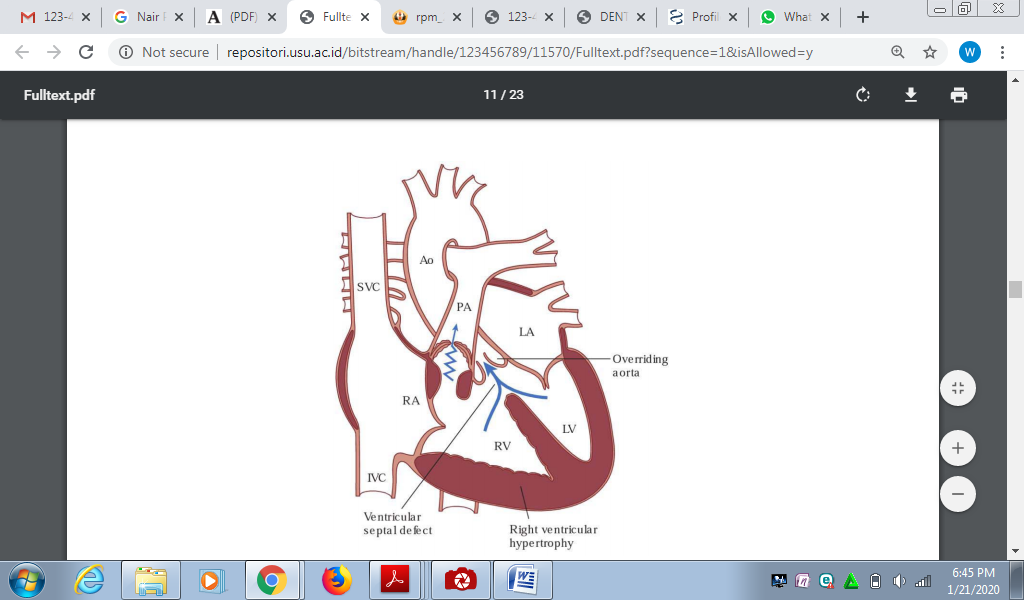 123-4
Nair
(PDF)
Fullte
rpm_
123-4
DENT
Profil
What
Not secure
repositori.usu.ac.id/bitstream/handle/123456789/11570/Fulltext.pdf?sequence=1&isAllowed=y
W
Fulltext.pdf
11 / 23
Ao
SVC
PA
LA
Overriding
aorta
RA
LV
RV
IVC
Ventricular
septal defect
Right ventricular
hypertrophy
6:45 PM
1/21/2020